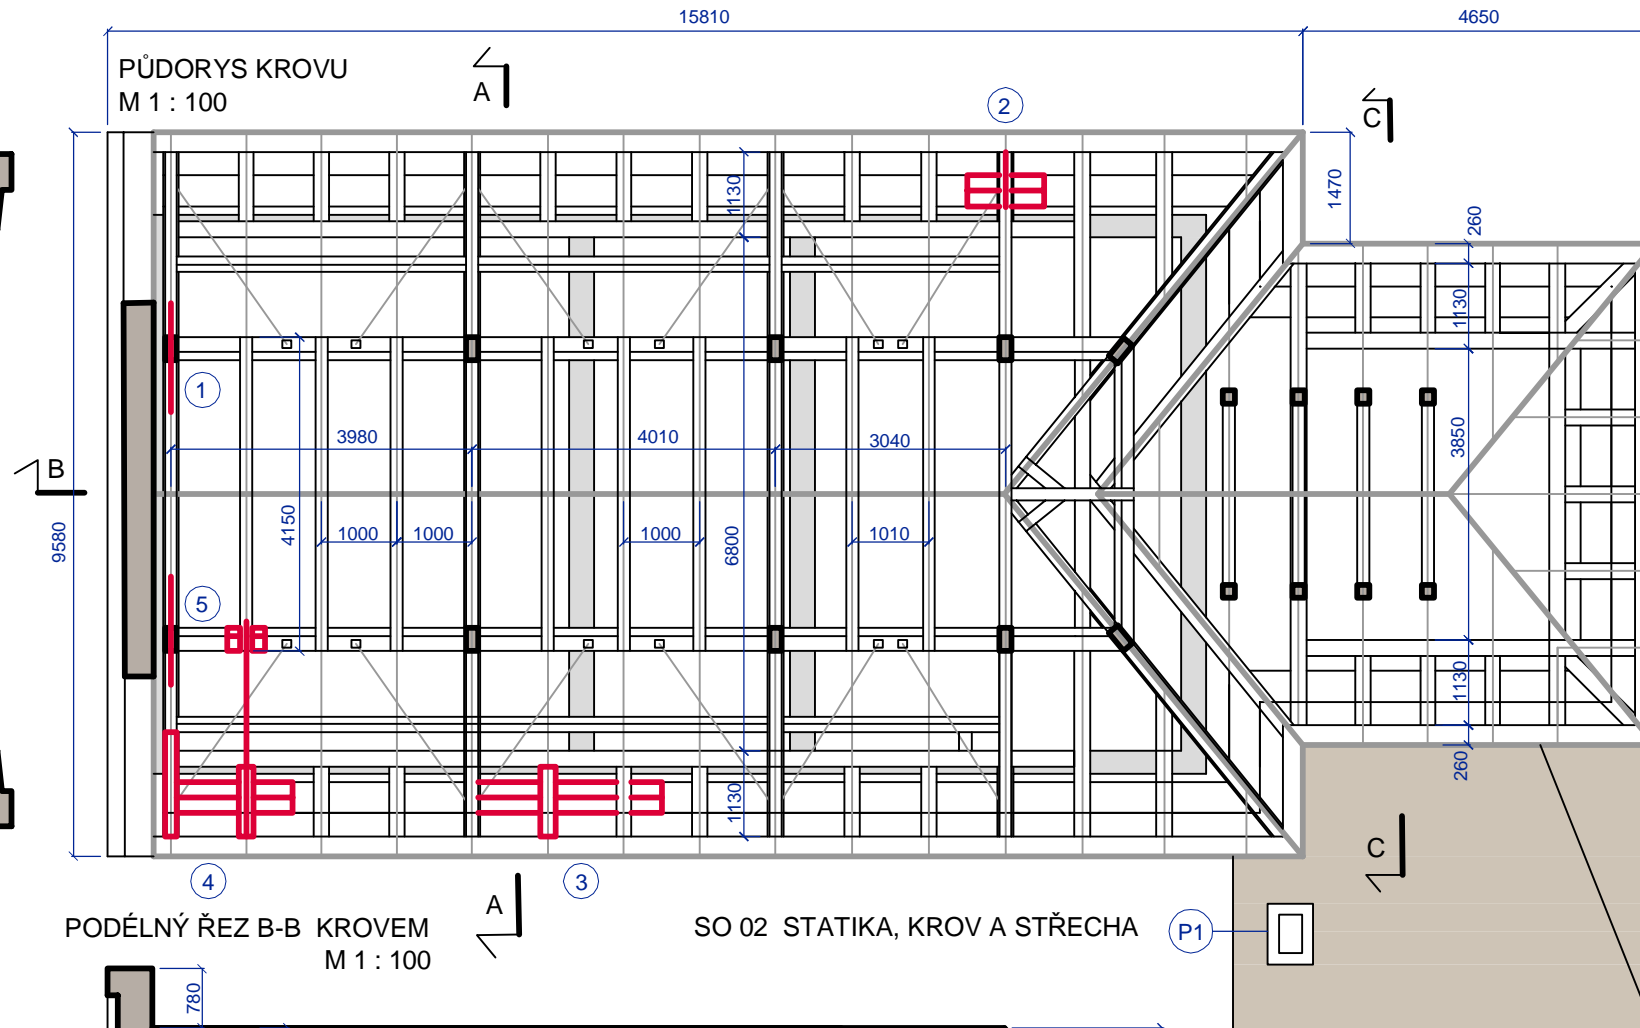 15810
4650
PŮDORYS KROVU
M 1 : 100
A
2
C
1130
1470
260
1130
1
3980
4010
3040
3850
B
9580
4150
1000
1000
1000
6800
1010
5
1130
1130
260
4
3
A
C
PODÉLNÝ ŘEZ B-B KROVEM
M 1 : 100
SO 02 STATIKA, KROV A STŘECHA
P1
780